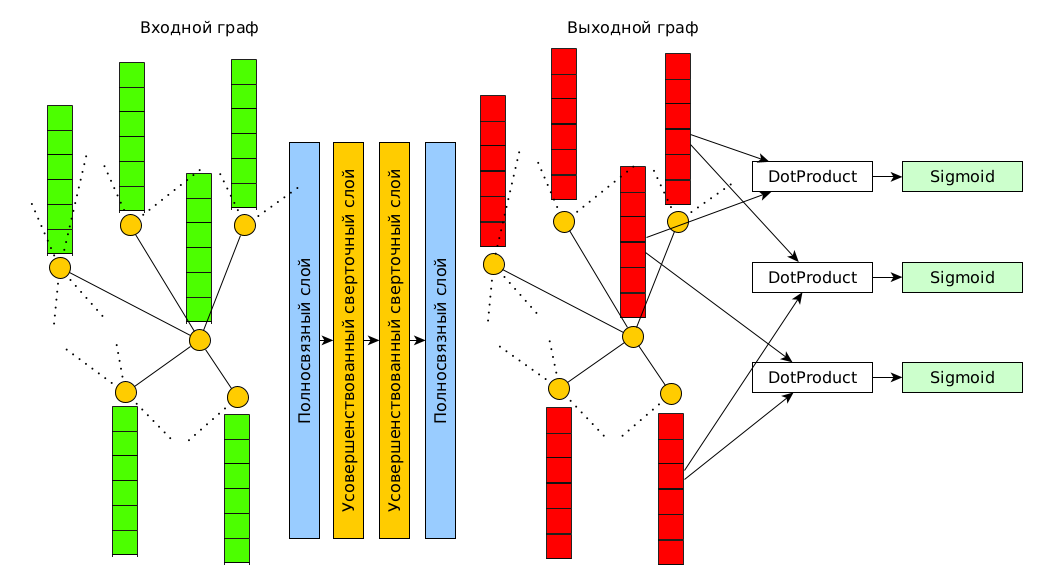 Входной граф
Выходной граф
Полносвязный слой
Усовершенствованный сверточный слой
Усовершенствованный сверточный слой
Полносвязный слой
DotProduct
Sigmoid
DotProduct
Sigmoid
DotProduct
Sigmoid